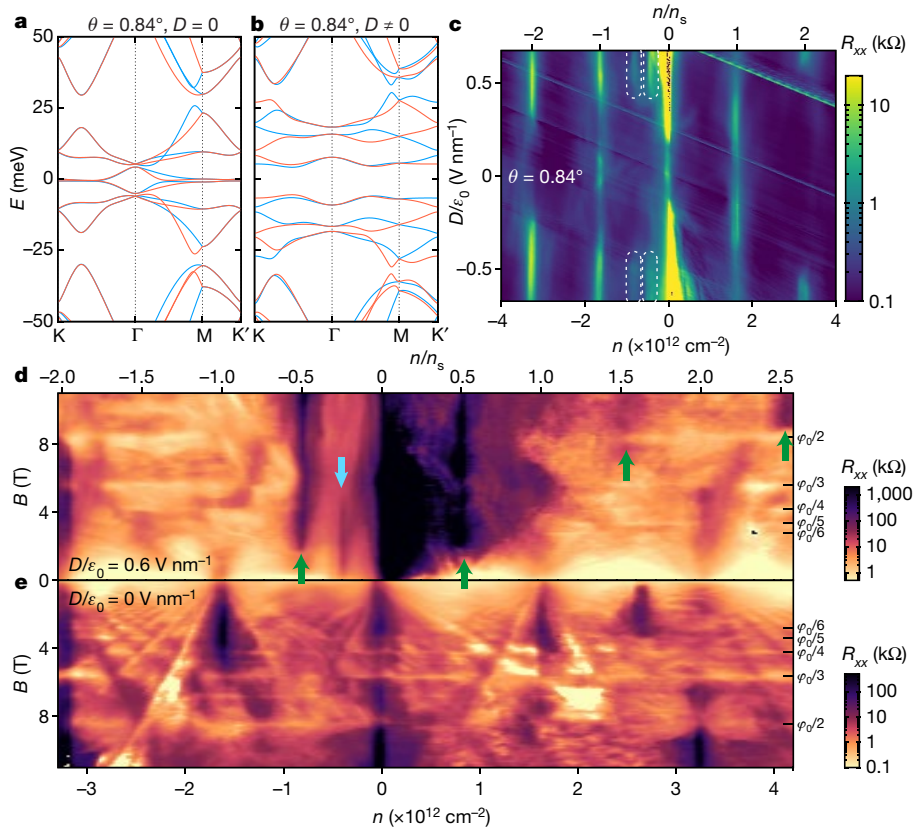 a θ = 0.84°, D = 0
b θ = 0.84°, D ≠ 0
50
25
0
−25
−50
E (meV)
K Γ M K′
K Γ M K′
c n/ns
−2 −1 0 1 2
Rxx (kΩ)
0.5
0
−0.5
D/ε0 (V nm−1)
θ = 0.84°
10
1
0.1
−4 −2 0 2 4
n (×1012 cm−2)
n/ns
d −2.0 −1.5 −1.0 −0.5 0 0.5 1.0 1.5 2.0 2.5
8
4
0
B (T)
D/ε0 = 0.6 V nm−1
φ0/2
φ0/3
φ0/4
φ0/5
φ0/6
Rxx (kΩ)
1,000
100
10
1
e D/ε0 = 0 V nm−1
4
8
B (T)
φ0/6
φ0/5
φ0/4
φ0/3
φ0/2
Rxx (kΩ)
100
10
1
0.1
−3 −2 −1 0 1 2 3 4
n (×1012 cm−2)